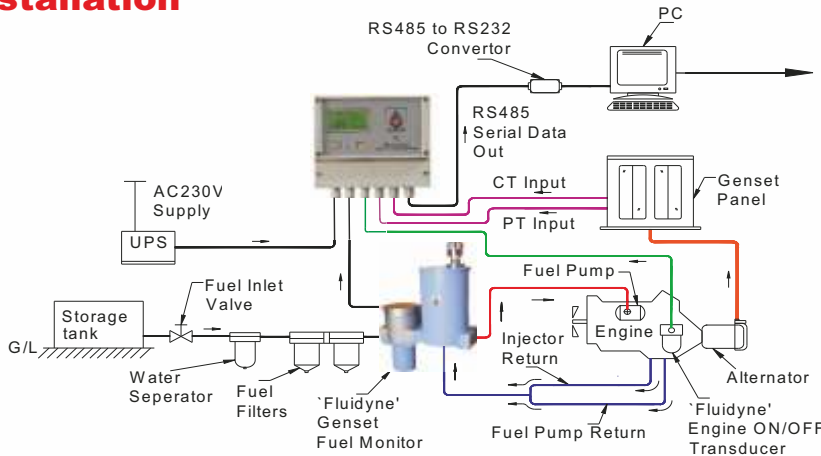 stallation
RS485 to RS232
Convertor
PC
RS485
Serial Data
Out
AC230V
Supply
UPS
CT Input
PT Input
Genset
Panel
Fuel Inlet
Valve
Fuel Pump
Storage
tank
Engine
G/L
Injector
Return
Water
Seperator
Fuel
Filters
`Fluidyne'
Genset
Fuel Monitor
Fuel Pump Return
Alternator
`Fluidyne'
Engine ON/OFF
Transducer